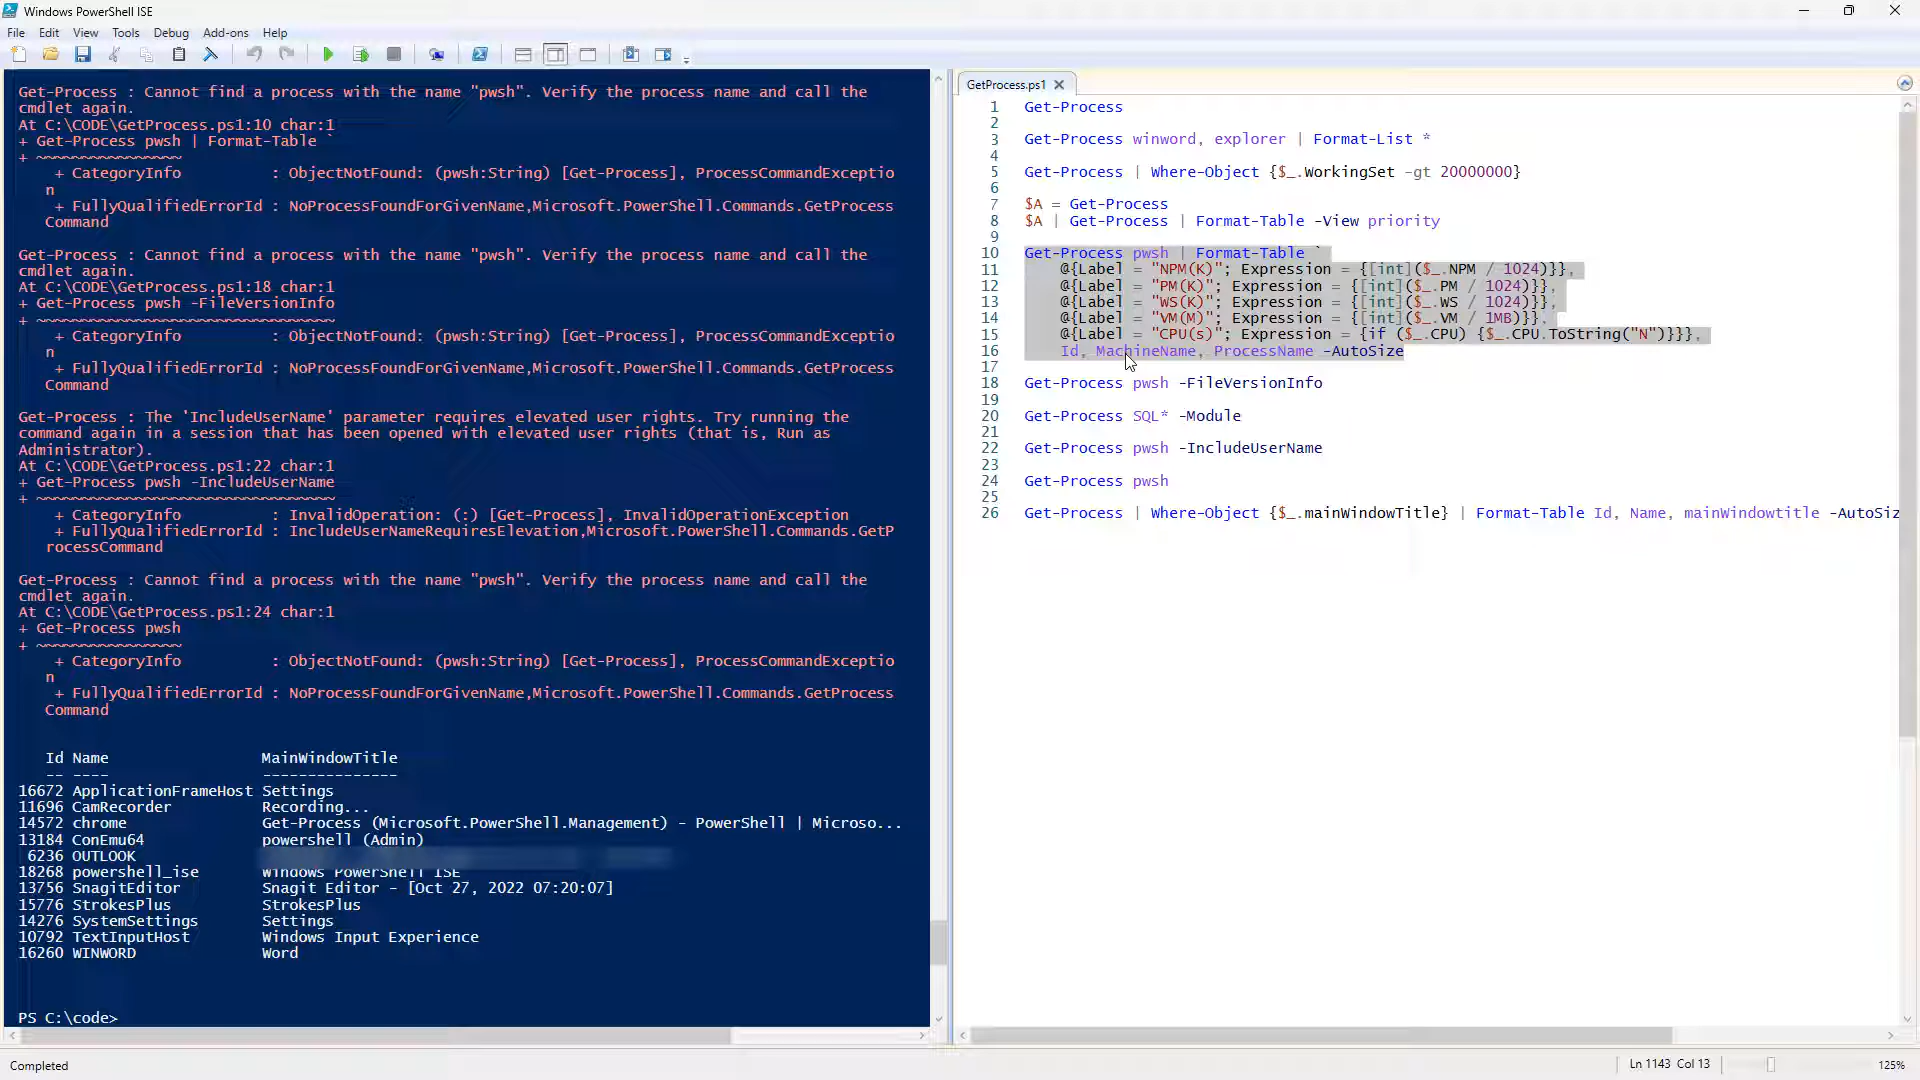 Windows PowerShell ISE
File Edit View Tools Debug Add-ons Help
Get-Process : Cannot find a process with the name "pwsh". Verify the process name and call the
cmdlet again.
At C:\CODE\GetProcess.ps1:10 char:1
+ Get-Process pwsh | Format-Table `
+ ~~~~~~~~~~~~~~~~
+ CategoryInfo : ObjectNotFound: (pwsh:String) [Get-Process], ProcessCommandExceptio
n
+ FullyQualifiedErrorId : NoProcessFoundForGivenName,Microsoft.PowerShell.Commands.GetProcess
Command
Get-Process : Cannot find a process with the name "pwsh". Verify the process name and call the
cmdlet again.
At C:\CODE\GetProcess.ps1:18 char:1
+ Get-Process pwsh -FileVersionInfo
+ ~~~~~~~~~~~~~~~~~~~~~~~~~~~~~~~~~
+ CategoryInfo : ObjectNotFound: (pwsh:String) [Get-Process], ProcessCommandExceptio
n
+ FullyQualifiedErrorId : NoProcessFoundForGivenName,Microsoft.PowerShell.Commands.GetProcess
Command
Get-Process : The 'IncludeUserName' parameter requires elevated user rights. Try running the
command again in a session that has been opened with elevated user rights (that is, Run as
Administrator).
At C:\CODE\GetProcess.ps1:22 char:1
+ Get-Process pwsh -IncludeUserName
+ ~~~~~~~~~~~~~~~~~~~~~~~~~~~~~~~~~
+ CategoryInfo : InvalidOperation: (:) [Get-Process], InvalidOperationException
+ FullyQualifiedErrorId : IncludeUserNameRequiresElevation,Microsoft.PowerShell.Commands.GetP
rocessCommand
Get-Process : Cannot find a process with the name "pwsh". Verify the process name and call the
cmdlet again.
At C:\CODE\GetProcess.ps1:24 char:1
+ Get-Process pwsh
+ ~~~~~~~~~~~~~~~~
+ CategoryInfo : ObjectNotFound: (pwsh:String) [Get-Process], ProcessCommandExceptio
n
+ FullyQualifiedErrorId : NoProcessFoundForGivenName,Microsoft.PowerShell.Commands.GetProcess
Command
Id Name MainWindowTitle
-- ---- ---------------
16672 ApplicationFrameHost Settings
11696 CamRecorder Recording...
14572 chrome Get-Process (Microsoft.PowerShell.Management) - PowerShell | Microso...
13184 ConEmu64 powershell (Admin)
6236 OUTLOOK
18268 powershell_ise Windows PowerShell ISE
13756 SnagitEditor Snagit Editor - [Oct 27, 2022 07:20:07]
15776 StrokesPlus StrokesPlus
14276 SystemSettings Settings
10792 TextInputHost Windows Input Experience
16260 WINWORD Word
PS C:\code>
GetProcess.ps1
1 Get-Process
2
3 Get-Process winword, explorer | Format-List *
4
5 Get-Process | Where-Object {$_.WorkingSet -gt 20000000}
6
7 $A = Get-Process
8 $A | Get-Process | Format-Table -View priority
9
10 Get-Process pwsh | Format-Table `
11 @{Label = "NPM(K)"; Expression = {[int]($_.NPM / 1024)}},
12 @{Label = "PM(K)"; Expression = {[int]($_.PM / 1024)}},
13 @{Label = "WS(K)"; Expression = {[int]($_.WS / 1024)}},
14 @{Label = "VM(M)"; Expression = {[int]($_.VM / 1MB)}},
15 @{Label = "CPU(s)"; Expression = {if ($_.CPU) {$_.CPU.ToString("N")}}},
16 Id, MachineName, ProcessName -AutoSize
17
18 Get-Process pwsh -FileVersionInfo
19
20 Get-Process SQL* -Module
21
22 Get-Process pwsh -IncludeUserName
23
24 Get-Process pwsh
25
26 Get-Process | Where-Object {$_.mainWindowTitle} | Format-Table Id, Name, mainWindowtitle -AutoSiz
Completed
Ln 1143 Col 13
125%